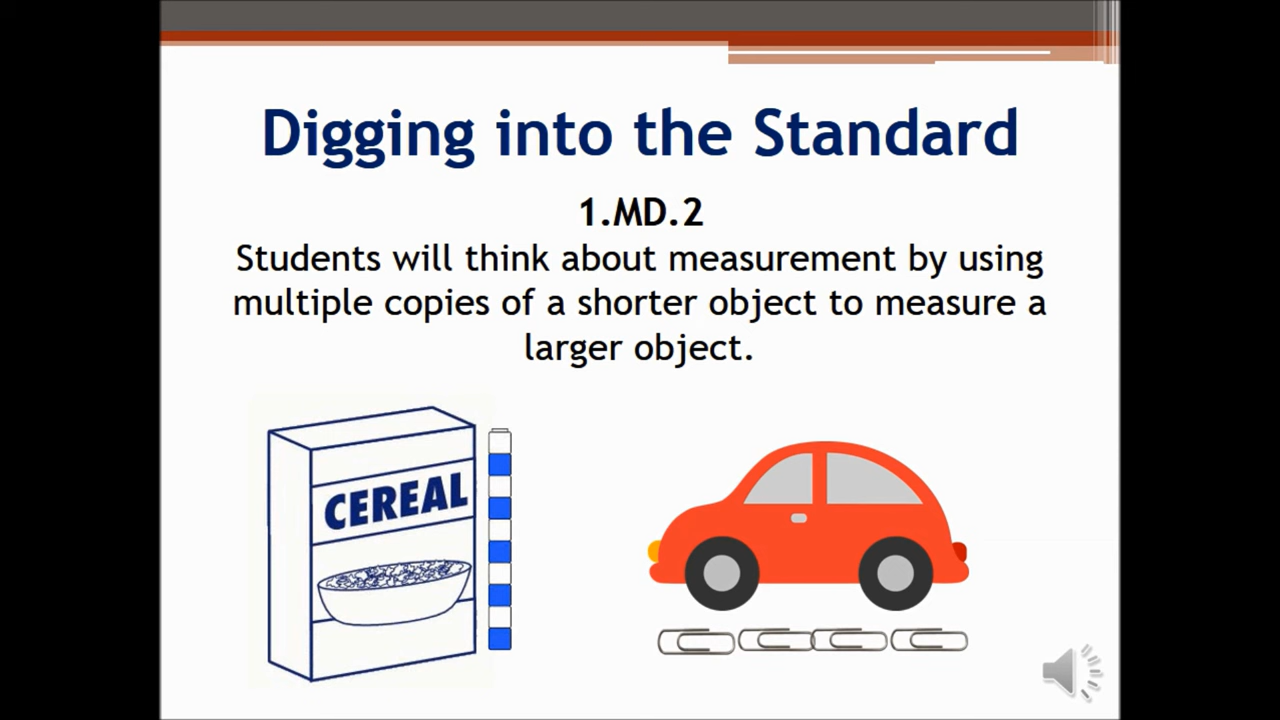 Digging into the Standard
1.MD.2
Students will think about measurement by using
multiple copies of a shorter object to measure a
larger object.
CEREAL